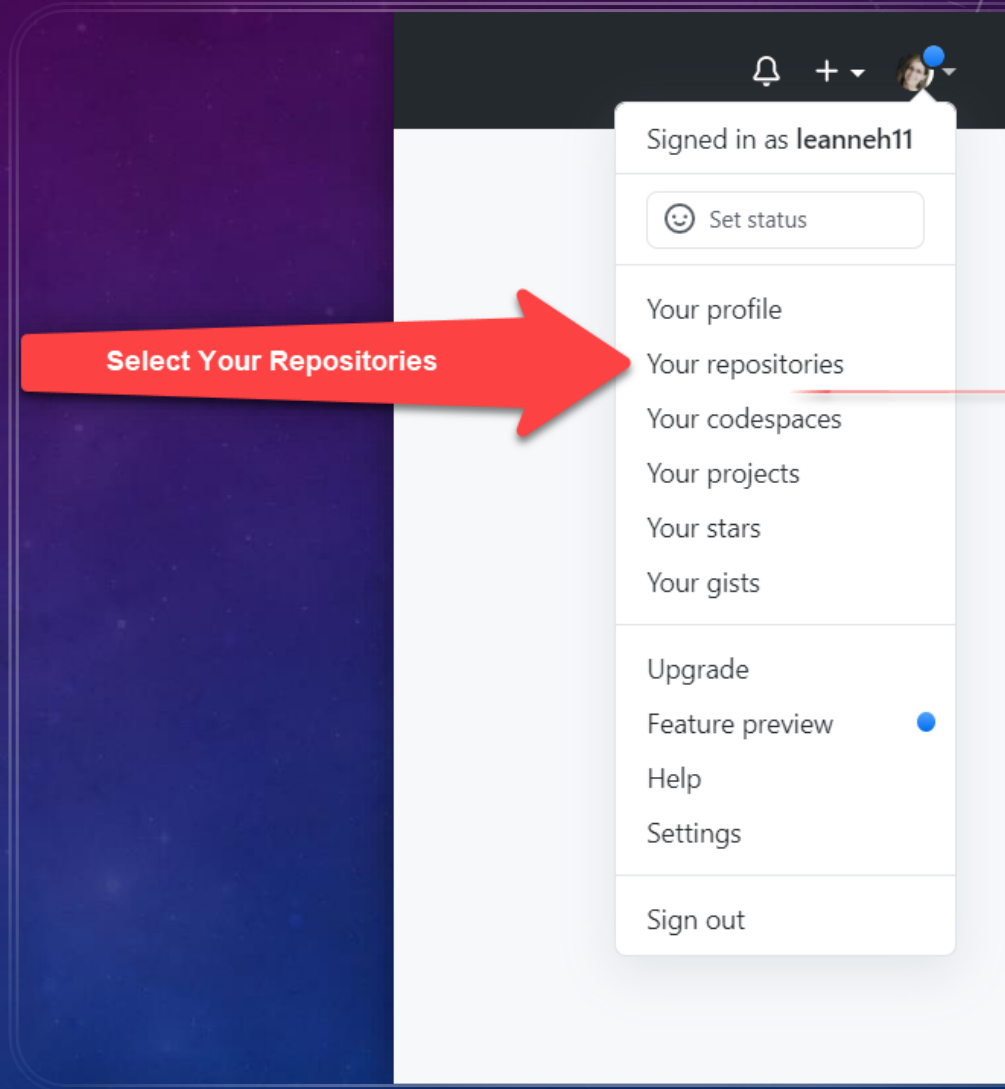 Signed in as leanneh11
Set status
Your profile
Select Your Repositories
Your repositories
Your codespaces
Your projects
Your stars
Your gists
Upgrade
Feature preview
Help
Settings
Sign out